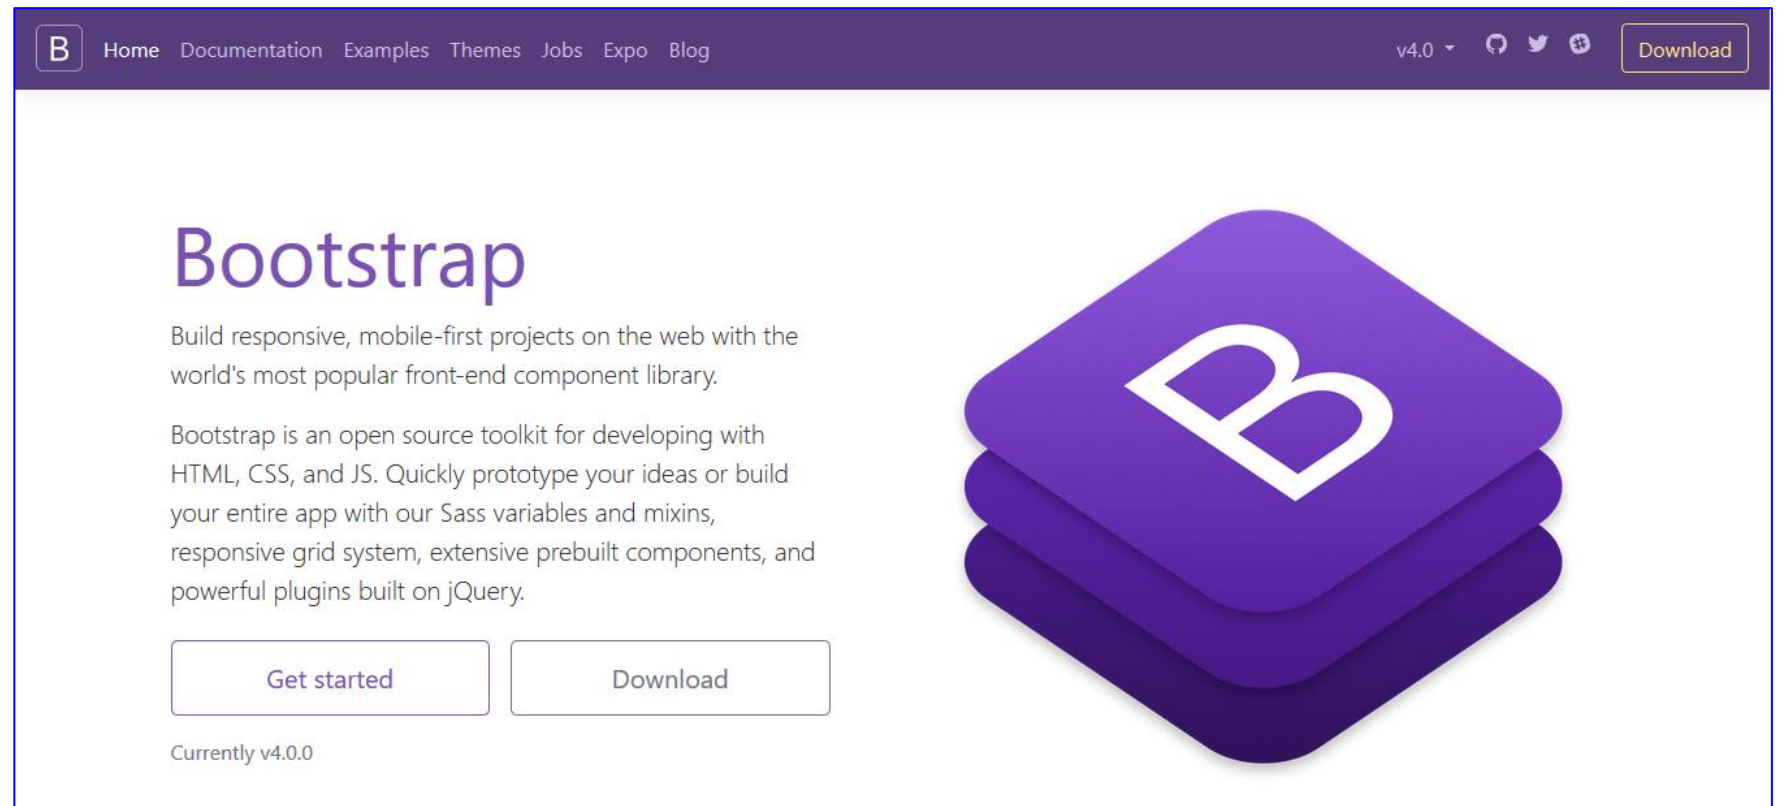 B Home Documentation Examples Themes Jobs Expo Blog v4.0 Download
Bootstrap
Build responsive, mobile-first projects on the web with the
world's most popular front-end component library.
Bootstrap is an open source toolkit for developing with
HTML, CSS, and JS. Quickly prototype your ideas or build
your entire app with our Sass variables and mixins,
responsive grid system, extensive prebuilt components, and
powerful plugins built on jQuery.
Get started Download
Currently v4.0.0
B